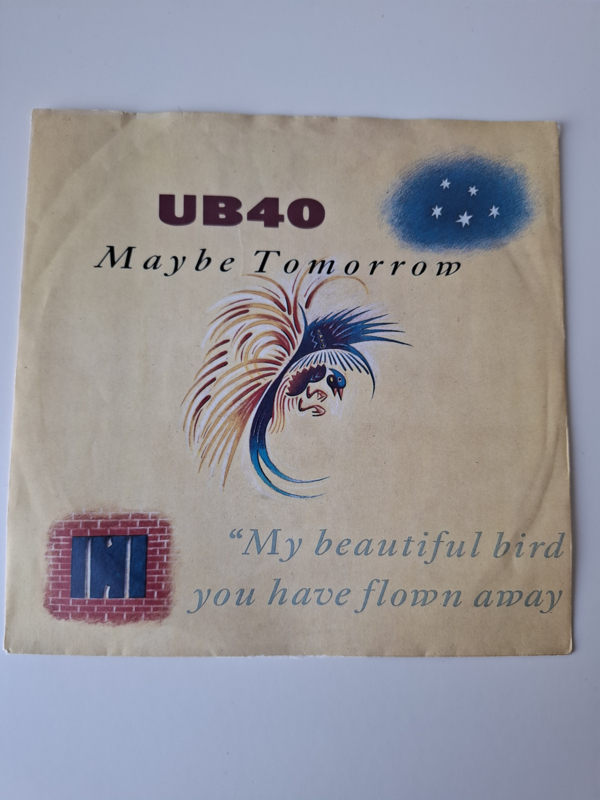 UB40
Maybe Tomorrow
“My beautiful bird
you have flown away